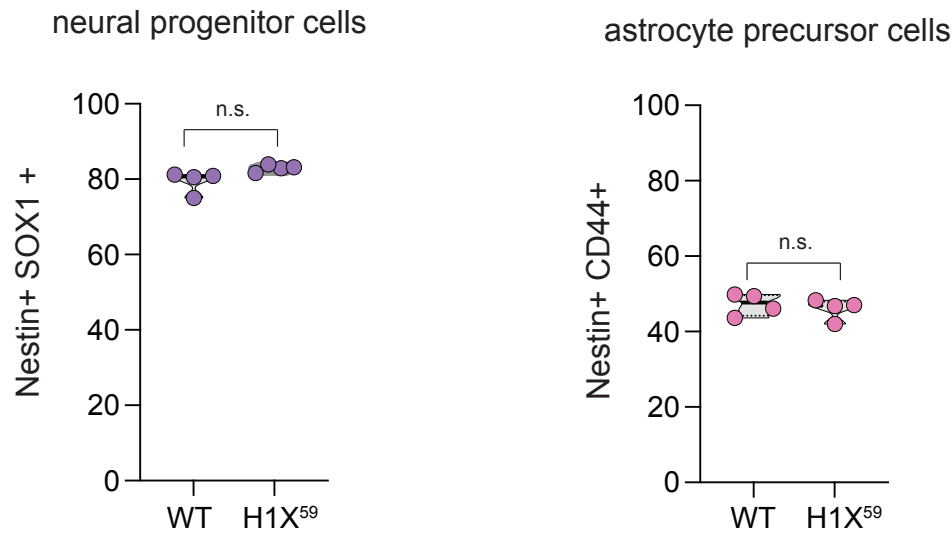 neural progenitor cells
Nestin+ SOX1 +
100
80
60
40
20
0
n.s.
WT
H1X⁵⁹
astrocyte precursor cells
Nestin+ CD44+
100
80
60
40
20
0
n.s.
WT
H1X⁵⁹